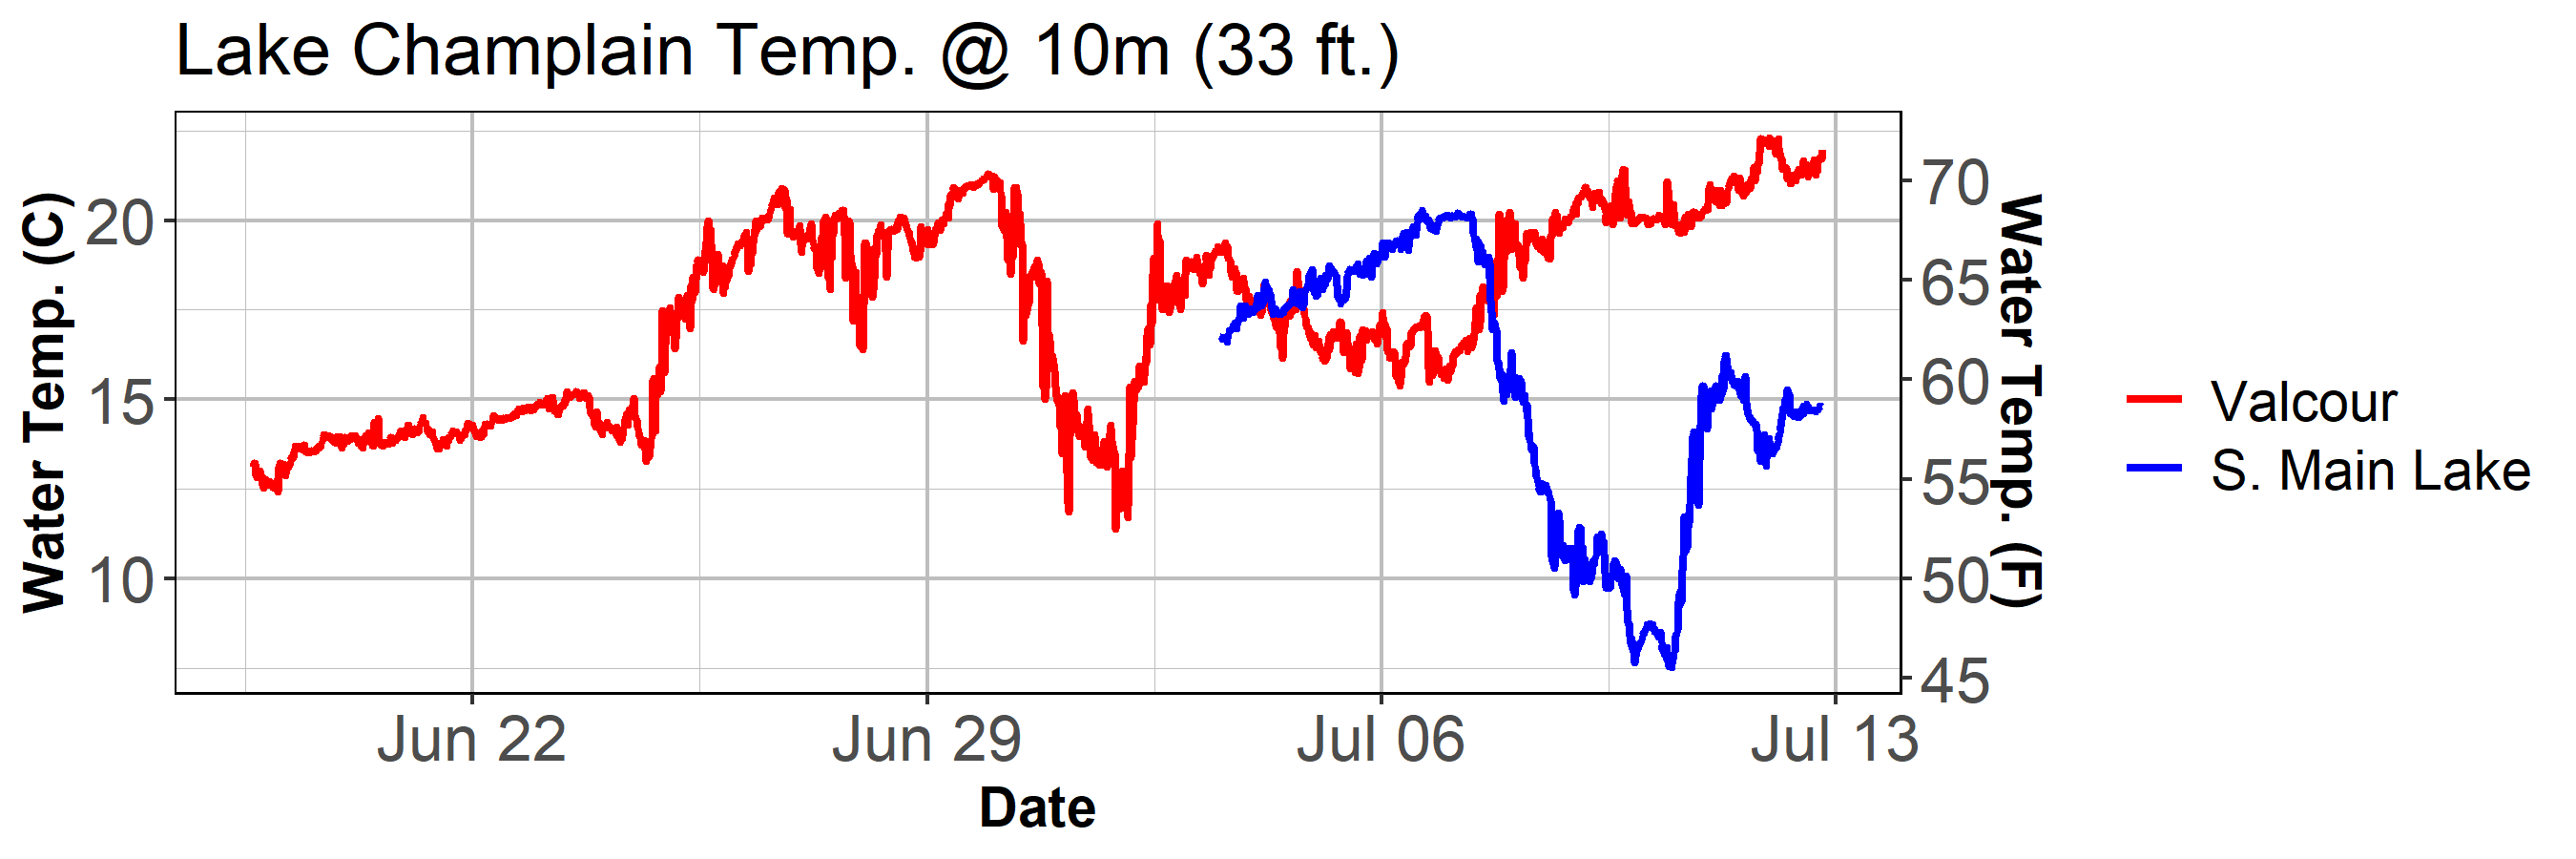 Lake Champlain Temp. @ 10m (33 ft.)
Water Temp. (C)
20
15
10
70
65
60
55
50
45
Water Temp. (F)
Jun 22
Jun 29
Jul 06
Jul 13
Date
Valcour
S. Main Lake